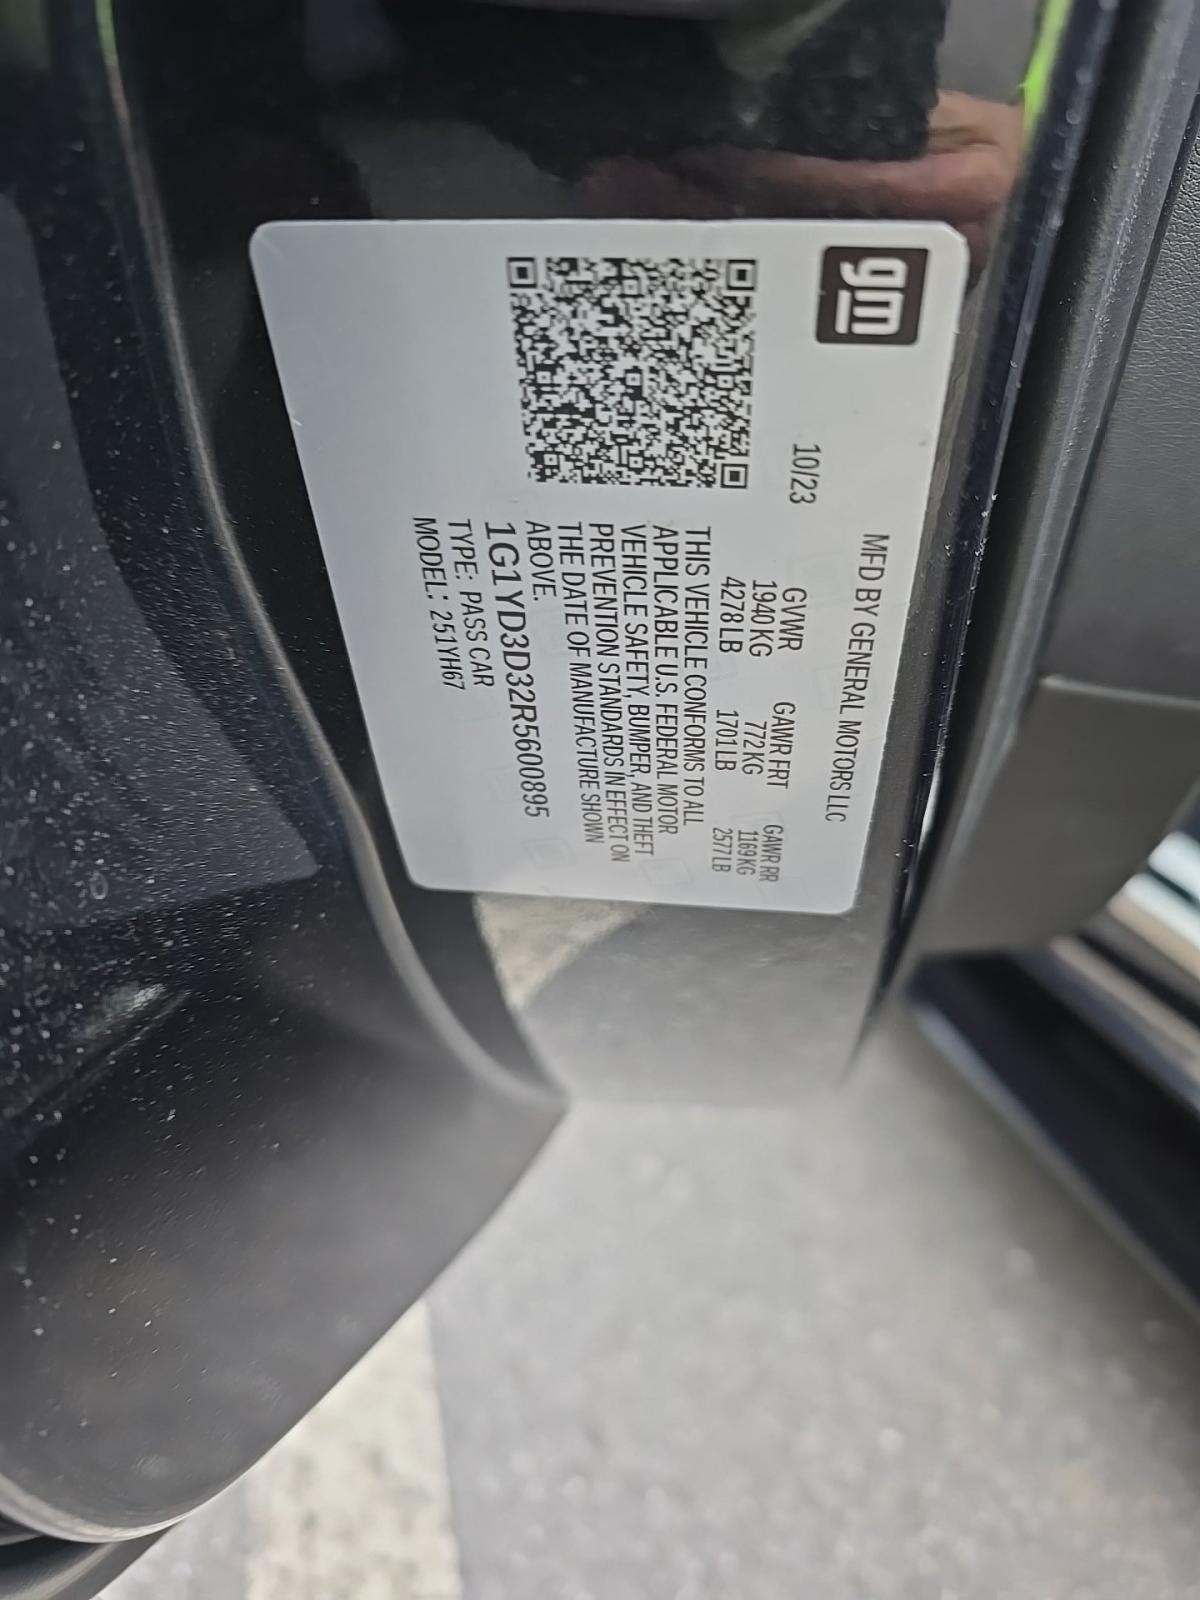 gm
MFD BY GENERAL MOTORS LLC
10/23 GVWR GAWR FRT GAWR RR
1940 KG 772 KG 1169 KG
4278 LB 1701 LB 2577 LB
THIS VEHICLE CONFORMS TO ALL
APPLICABLE U.S. FEDERAL MOTOR
VEHICLE SAFETY, BUMPER, AND THEFT
PREVENTION STANDARDS IN EFFECT ON
THE DATE OF MANUFACTURE SHOWN
ABOVE.
1G1YD3D32R5600895
TYPE: PASS CAR
MODEL: 251YH67